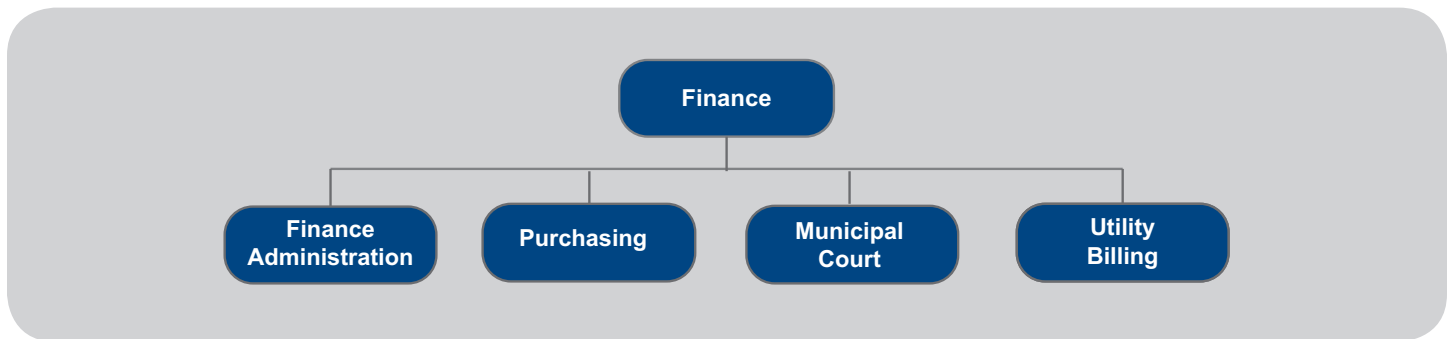 Finance
Finance
Administration
Purchasing
Municipal
Court
Utility
Billing